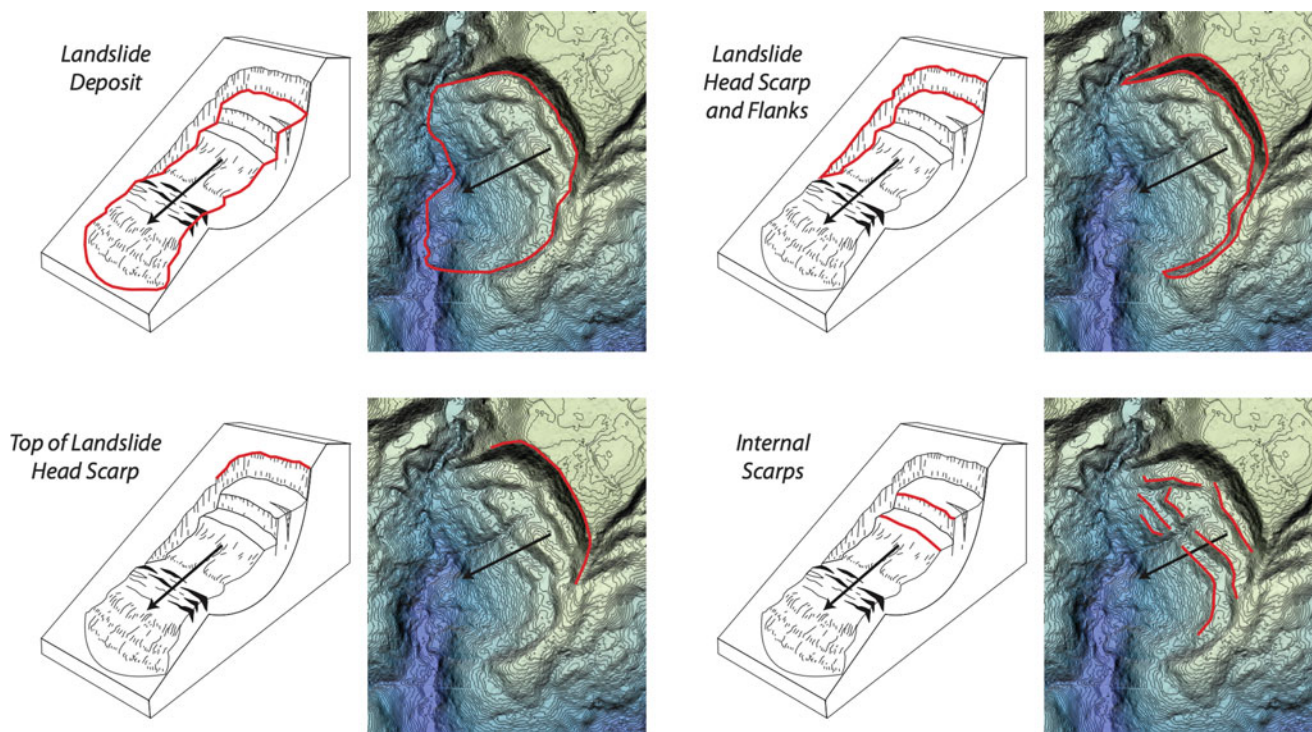 Landslide
Deposit
Landslide
Head Scarp
and Flanks
Top of Landslide
Head Scarp
Internal
Scarps